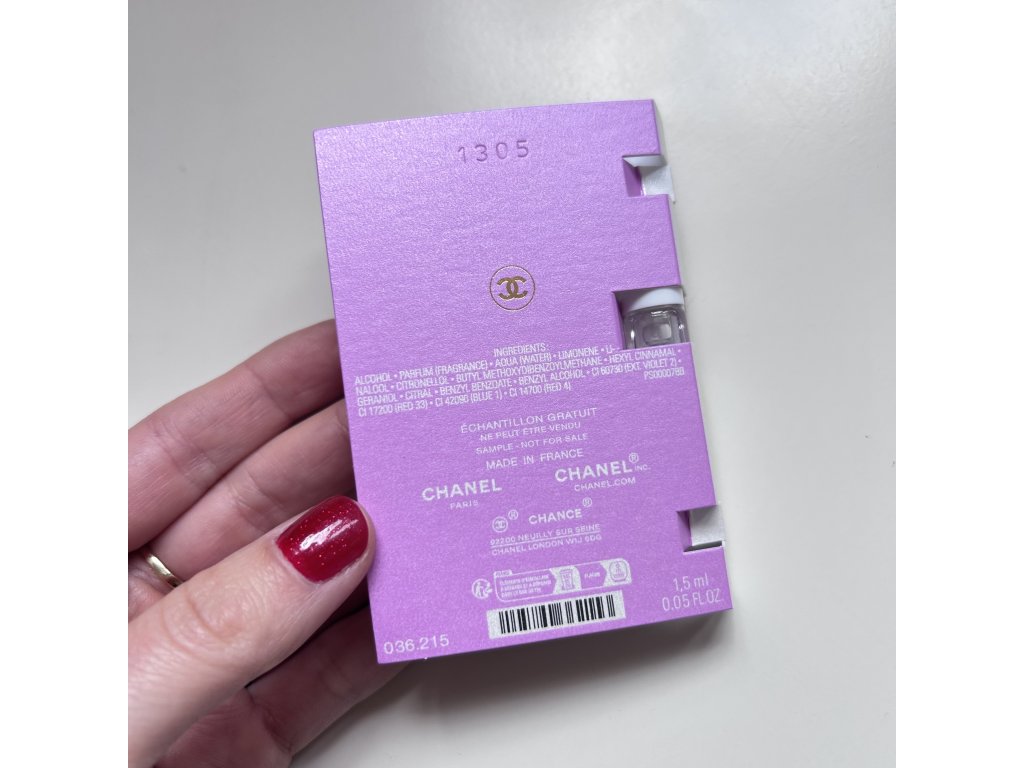 1305
INGREDIENTS:
ALCOHOL • PARFUM (FRAGRANCE) • AQUA (WATER) • LIMONENE • LI-
NALOOL • CITRONELLOL • BUTYL METHOXYDIBENZOYLMETHANE • HEXYL CINNAMAL •
GERANIOL • CITRAL • BENZYL BENZOATE • BENZYL ALCOHOL • CI 60730 (EXT. VIOLET 2) •
CI 17200 (RED 33) • CI 42090 (BLUE 1) • CI 14700 (RED 4)
PS000078B
ÉCHANTILLON GRATUIT
NE PEUT ÊTRE VENDU
SAMPLE - NOT FOR SALE
MADE IN FRANCE
CHANEL
PARIS
CHANEL® INC.
CHANEL.COM
® CHANCE®
92200 NEUILLY SUR SEINE
CHANEL LONDON W1J 6DG
1,5 ml -
0.05 FL.OZ.
036.215